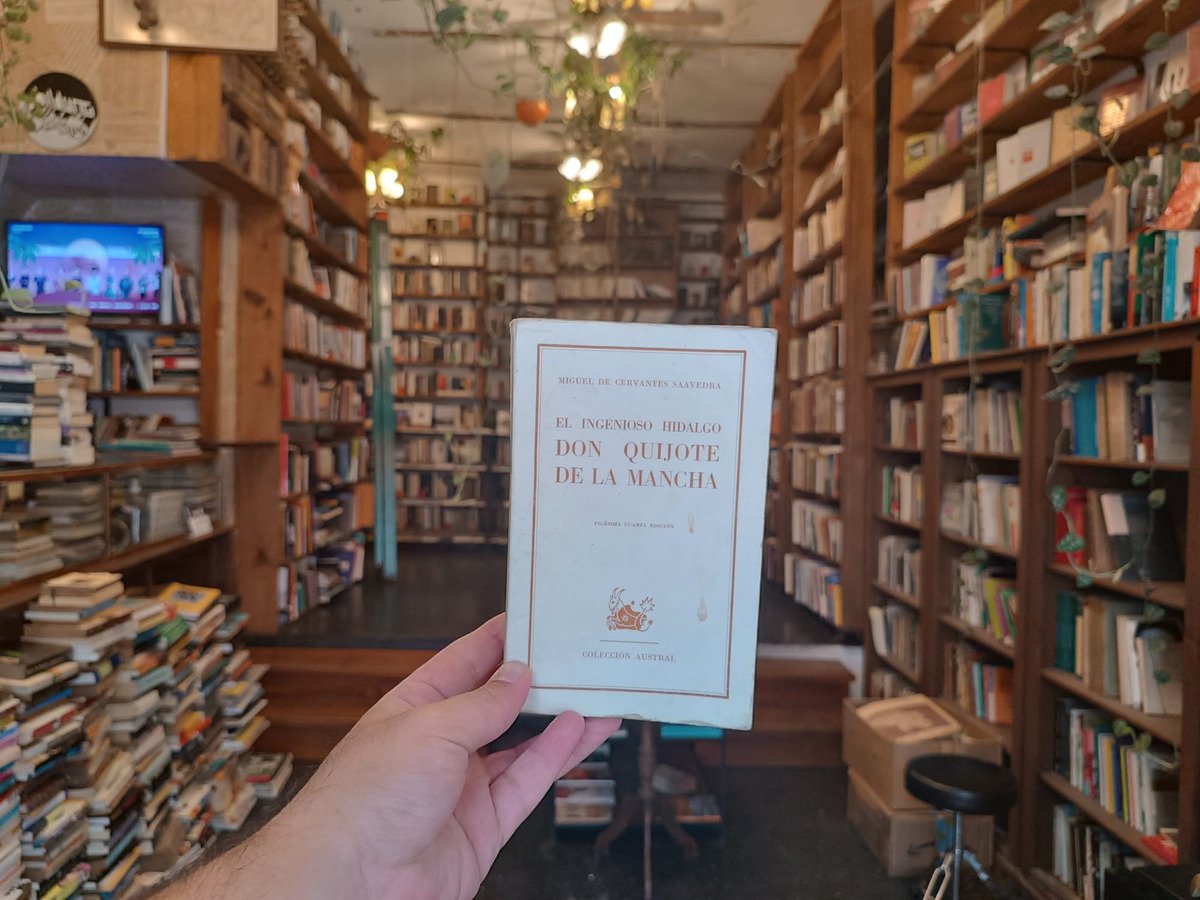 MIGUEL DE CERVANTES SAAVEDRA
EL INGENIOSO HIDALGO
DON QUIJOTE
DE LA MANCHA
VIGÉSIMA CUARTA EDICIÓN
COLECCIÓN AUSTRAL